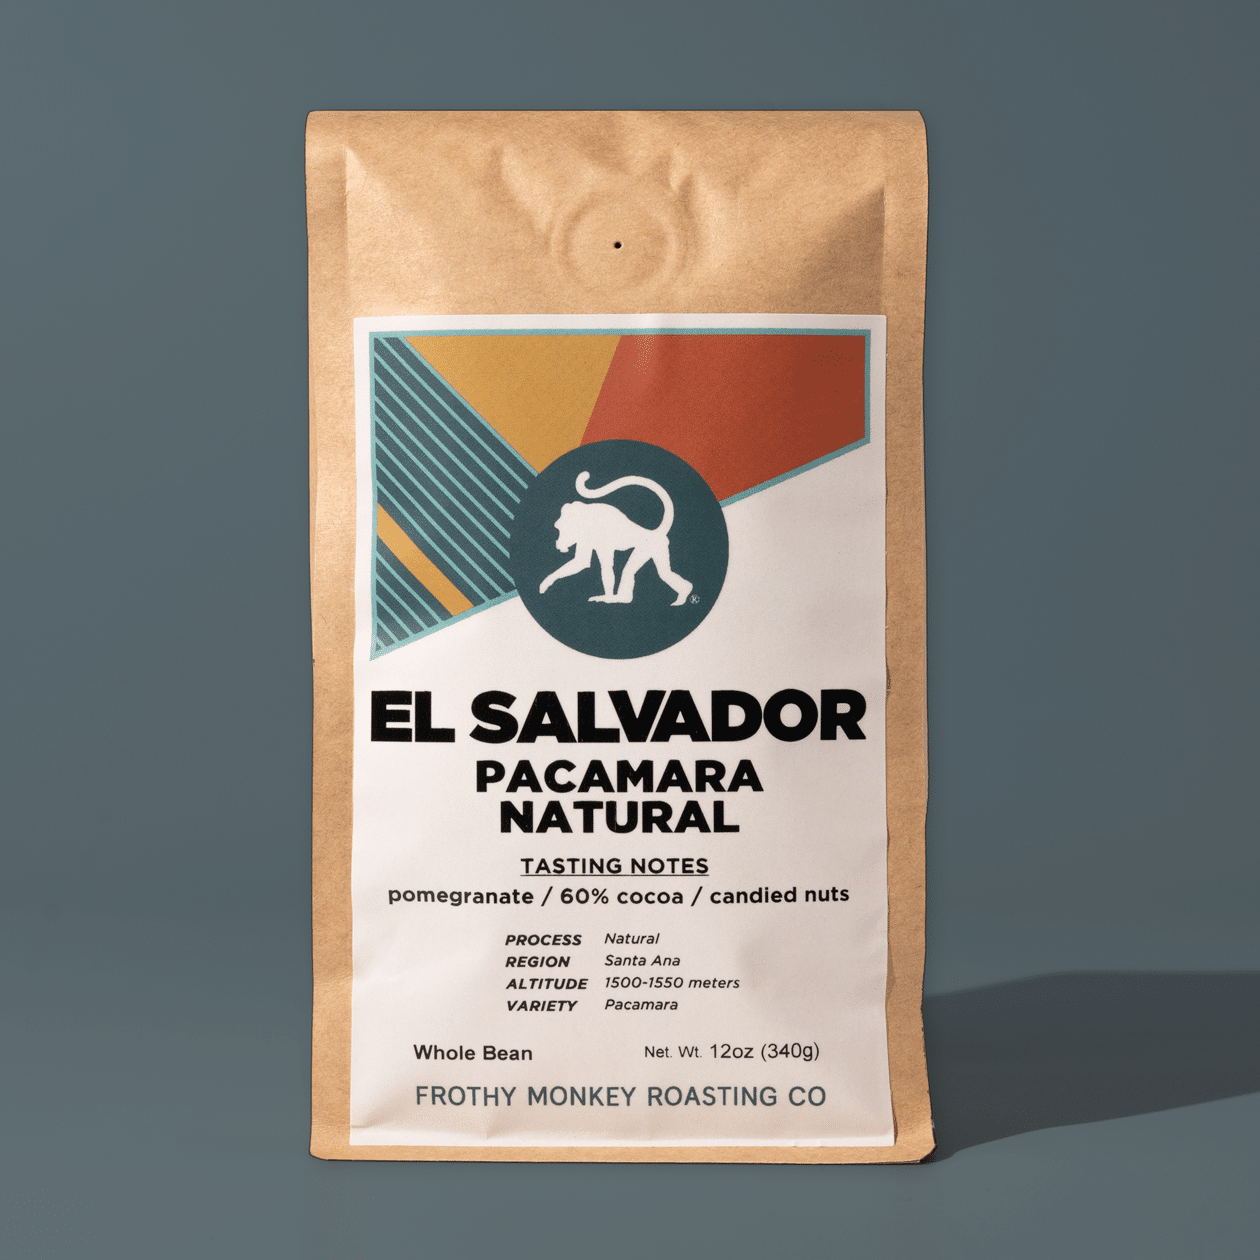 ®
EL SALVADOR
PACAMARA
NATURAL
TASTING NOTES
pomegranate / 60% cocoa / candied nuts
PROCESS Natural
REGION Santa Ana
ALTITUDE 1500-1550 meters
VARIETY Pacamara
Whole Bean Net. Wt. 12oz (340g)
FROTHY MONKEY ROASTING CO